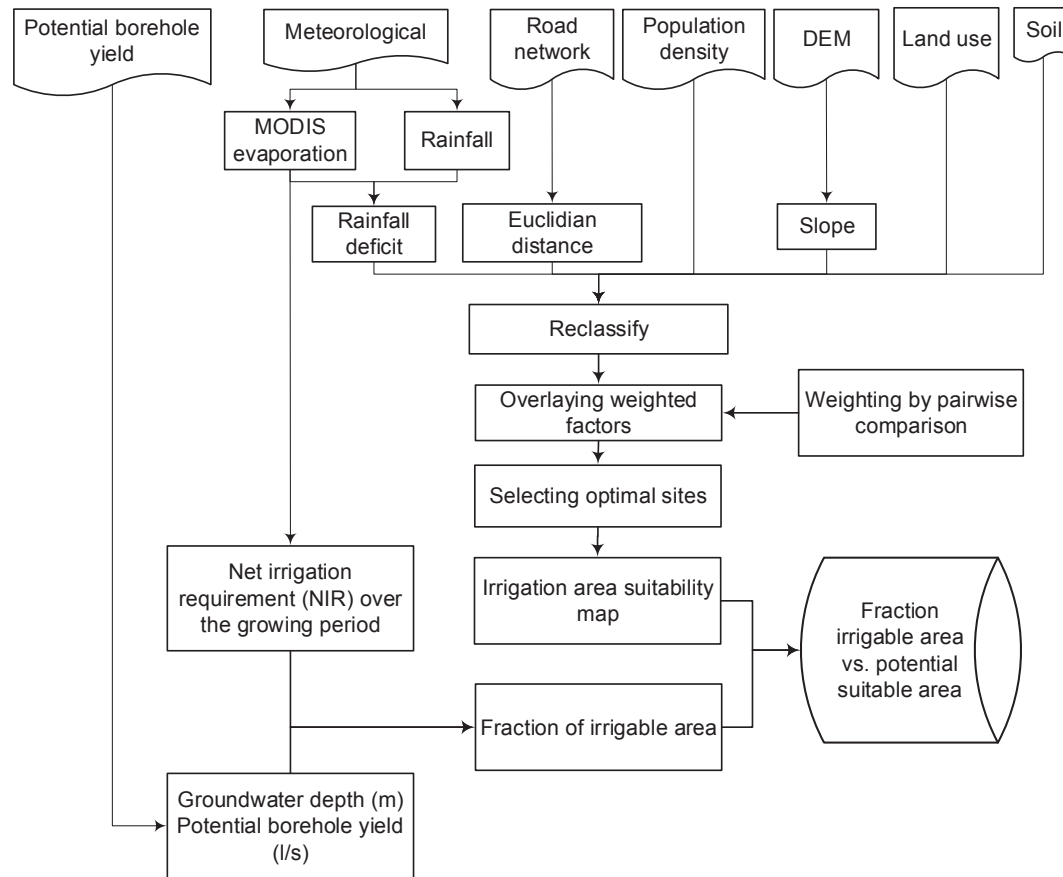 Potential borehole
yield
Meteorological
Road
network
Population
density
DEM
Land use
Soil
MODIS
evaporation
Rainfall
Rainfall
deficit
Euclidian
distance
Slope
Reclassify
Overlaying weighted
factors
Weighting by pairwise
comparison
Selecting optimal sites
Net irrigation
requirement (NIR) over
the growing period
Irrigation area suitability
map
Fraction
irrigable area
vs. potential
suitable area
Fraction of irrigable area
Groundwater depth (m)
Potential borehole yield
(l/s)